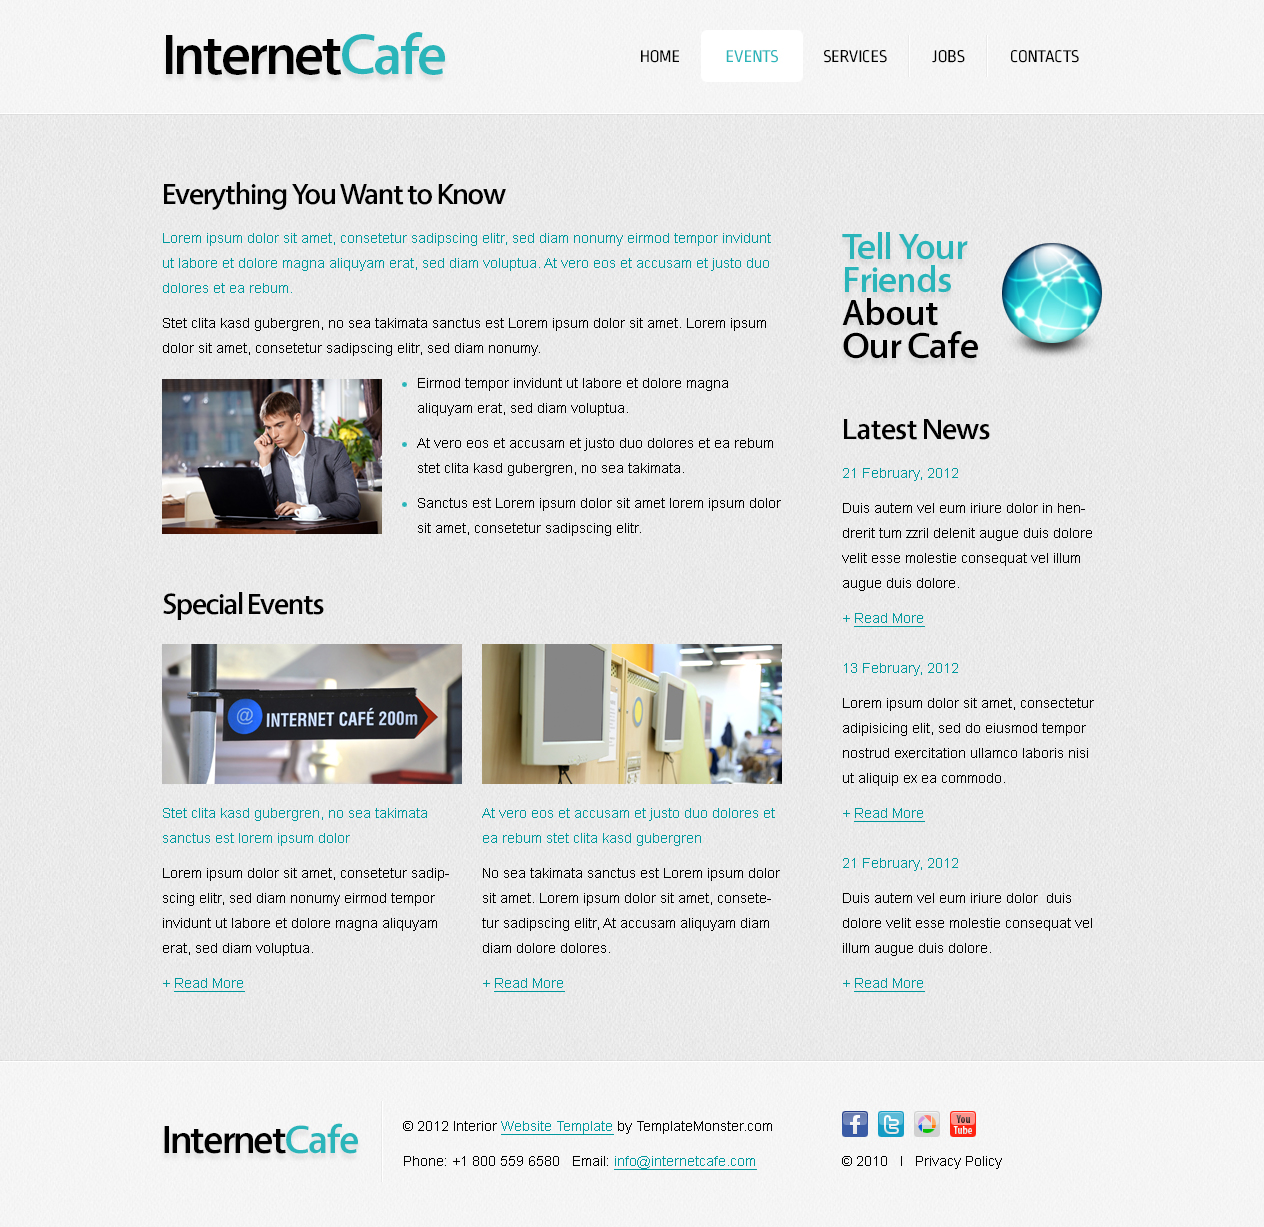 InternetCafe
HOME
EVENTS
SERVICES
JOBS
CONTACTS
Everything You Want to Know
Lorem ipsum dolor sit amet, consetetur sadipscing elitr, sed diam nonumy eirmod tempor invidunt
ut labore et dolore magna aliquyam erat, sed diam voluptua. At vero eos et accusam et justo duo
dolores et ea rebum.
Stet clita kasd gubergren, no sea takimata sanctus est Lorem ipsum dolor sit amet. Lorem ipsum
dolor sit amet, consetetur sadipscing elitr, sed diam nonumy.
Eirmod tempor invidunt ut labore et dolore magna
aliquyam erat, sed diam voluptua.
At vero eos et accusam et justo duo dolores et ea rebum
stet clita kasd gubergren, no sea takimata.
Sanctus est Lorem ipsum dolor sit amet lorem ipsum dolor
sit amet, consetetur sadipscing elitr.
Special Events
@ INTERNET CAFÉ 200m
Stet clita kasd gubergren, no sea takimata
sanctus est lorem ipsum dolor
Lorem ipsum dolor sit amet, consetetur sadip-
scing elitr, sed diam nonumy eirmod tempor
invidunt ut labore et dolore magna aliquyam
erat, sed diam voluptua.
+ Read More
At vero eos et accusam et justo duo dolores et
ea rebum stet clita kasd gubergren
No sea takimata sanctus est Lorem ipsum dolor
sit amet. Lorem ipsum dolor sit amet, consete-
tur sadipscing elitr, At accusam aliquyam diam
diam dolore dolores.
+ Read More
Tell Your
Friends
About
Our Cafe
Latest News
21 February, 2012
Duis autem vel eum iriure dolor in hen-
drerit tum zzril delenit augue duis dolore
velit esse molestie consequat vel illum
augue duis dolore.
+ Read More
13 February, 2012
Lorem ipsum dolor sit amet, consectetur
adipisicing elit, sed do eiusmod tempor
nostrud exercitation ullamco laboris nisi
ut aliquip ex ea commodo.
+ Read More
21 February, 2012
Duis autem vel eum iriure dolor  duis
dolore velit esse molestie consequat vel
illum augue duis dolore.
+ Read More
InternetCafe
© 2012 Interior Website Template by TemplateMonster.com
Phone: +1 800 559 6580   Email: info@internetcafe.com
f
t
You
Tube
© 2010   I   Privacy Policy